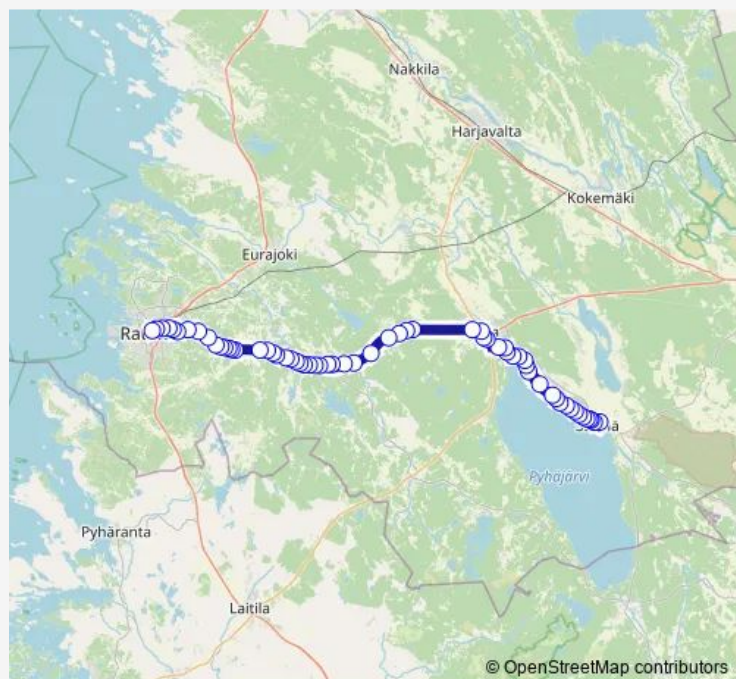 Nakkila
Harjavalta
Kokemäki
Eurajoki
Pyhäjärvi
Pyhäranta
Laitila
© OpenStreetMap contributors